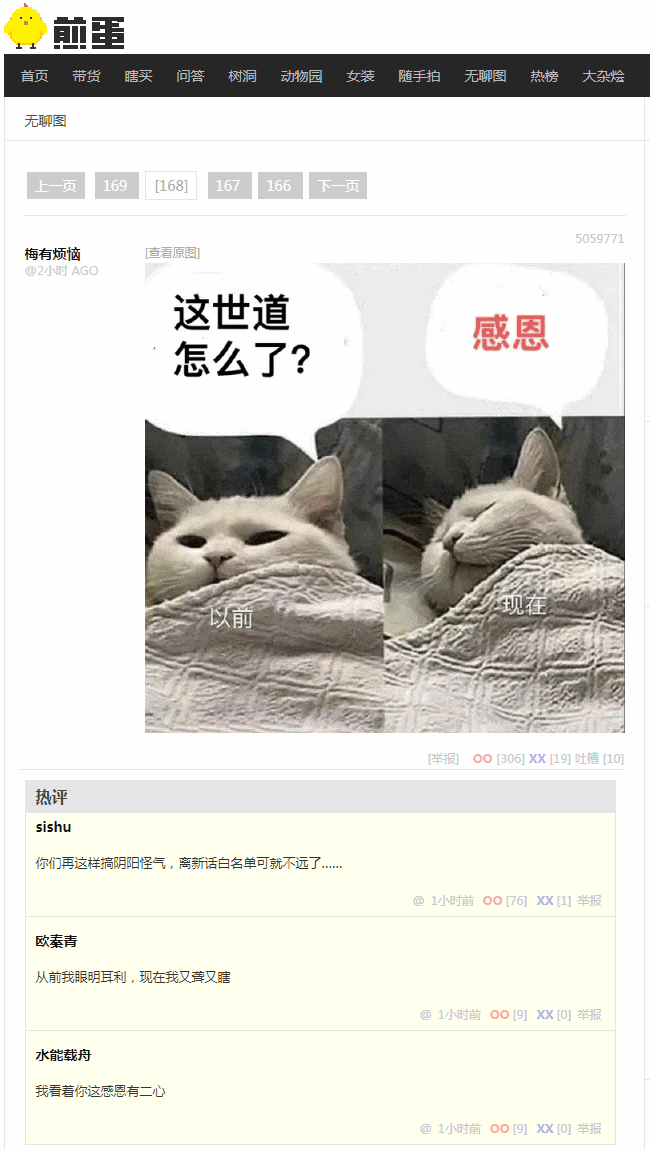 煎蛋
首页 带货 瞎买 问答 树洞 动物园 女装 随手拍 无聊图 热榜 大杂烩
无聊图
上一页 169 [168] 167 166 下一页
5059771
梅有烦恼
@2小时 AGO
[查看原图]
这世道
怎么了?
感恩
以前
现在
[举报] OO [306] XX [19] 吐槽 [10]
热评
sishu
你们再这样搞阴阳怪气，离新话白名单可就不远了……
@ 1小时前 OO [76] XX [1] 举报
欧蓁青
从前我眼明耳利，现在我又聋又瞎
@ 1小时前 OO [9] XX [0] 举报
水能载舟
我看着你这感恩有二心
@ 1小时前 OO [9] XX [0] 举报